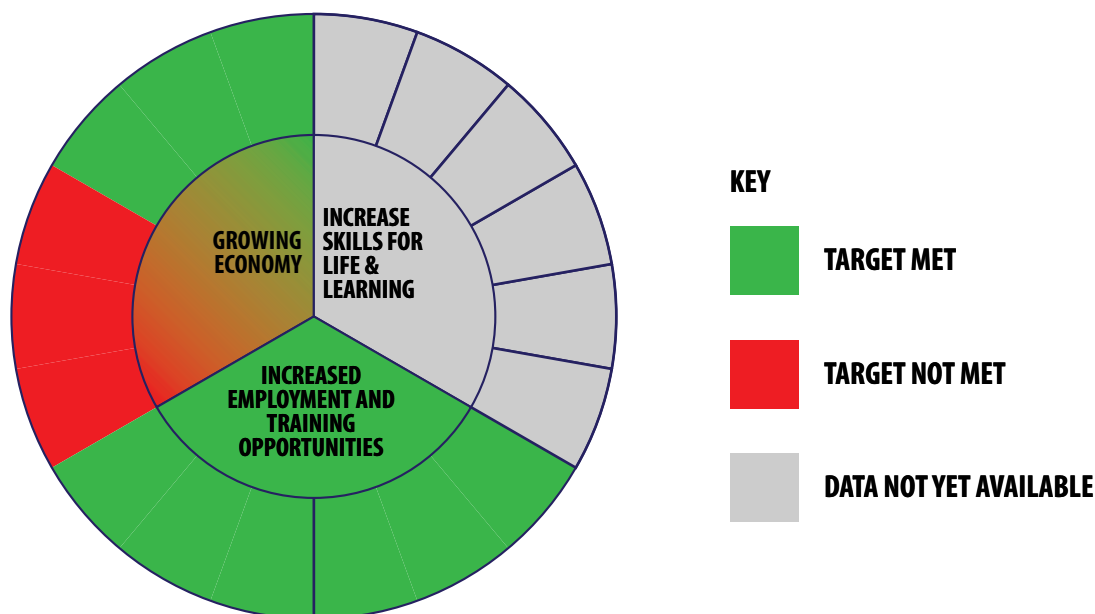 GROWING
ECONOMY
INCREASE
SKILLS FOR
LIFE &
LEARNING
INCREASED
EMPLOYMENT AND
TRAINING
OPPORTUNITIES
KEY
TARGET MET
TARGET NOT MET
DATA NOT YET AVAILABLE